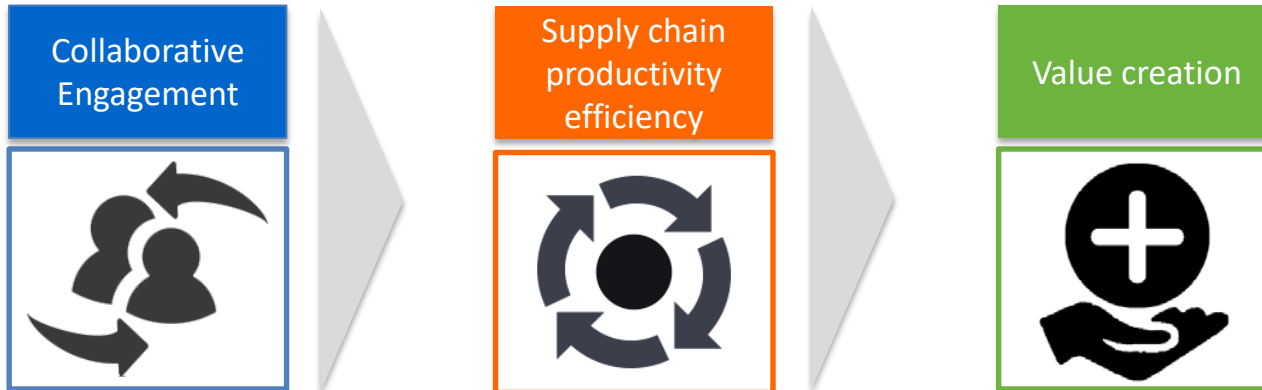 Collaborative
Engagement
Supply chain
productivity
efficiency
Value creation